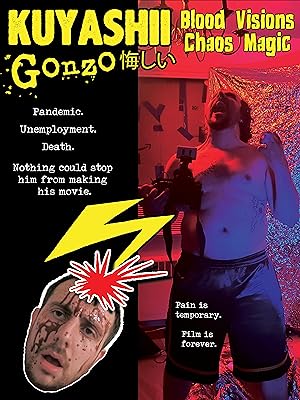 KUYASHII
Gonzo 悔しい
Blood Visions
Chaos Magic
Pandemic.
Unemployment.
Death.
Nothing could stop
him from making
his movie.
Pain is
temporary.
Film is
forever.